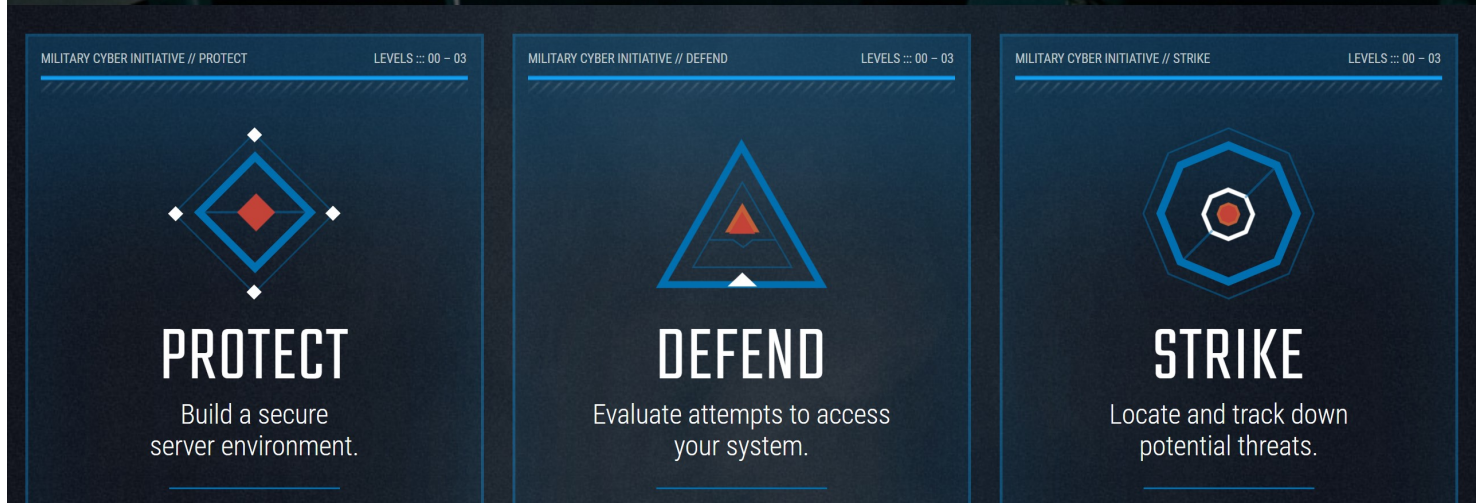 MILITARY CYBER INITIATIVE // PROTECT
LEVELS ::: 00 – 03
PROTECT
Build a secure
server environment.
MILITARY CYBER INITIATIVE // DEFEND
LEVELS ::: 00 – 03
DEFEND
Evaluate attempts to access
your system.
MILITARY CYBER INITIATIVE // STRIKE
LEVELS ::: 00 – 03
STRIKE
Locate and track down
potential threats.